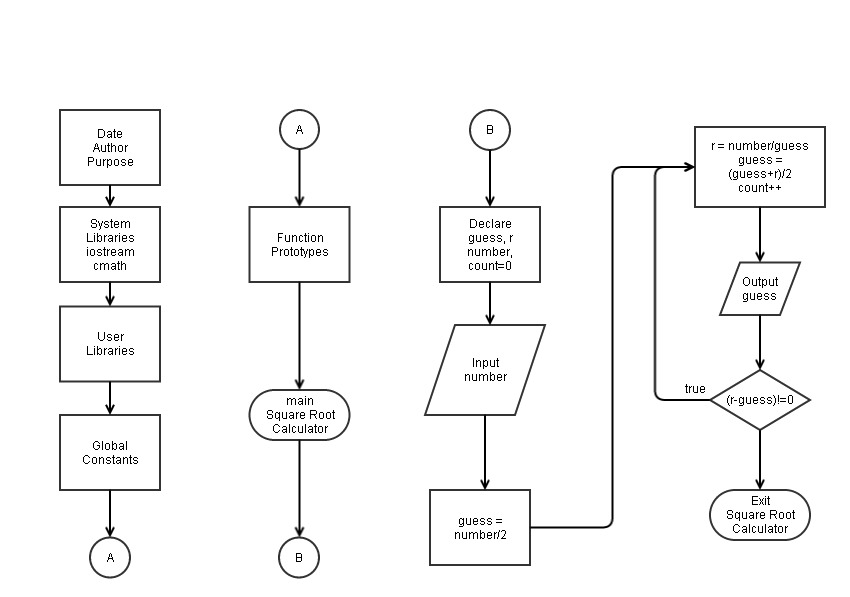 Date
Author
Purpose
System
Libraries
iostream
cmath
User
Libraries
Global
Constants
A
A
Function
Prototypes
main
Square Root
Calculator
B
B
Declare
guess, r
number,
count=0
Input
number
guess =
number/2
r = number/guess
guess =
(guess+r)/2
count++
Output
guess
true
(r-guess)!=0
Exit
Square Root
Calculator